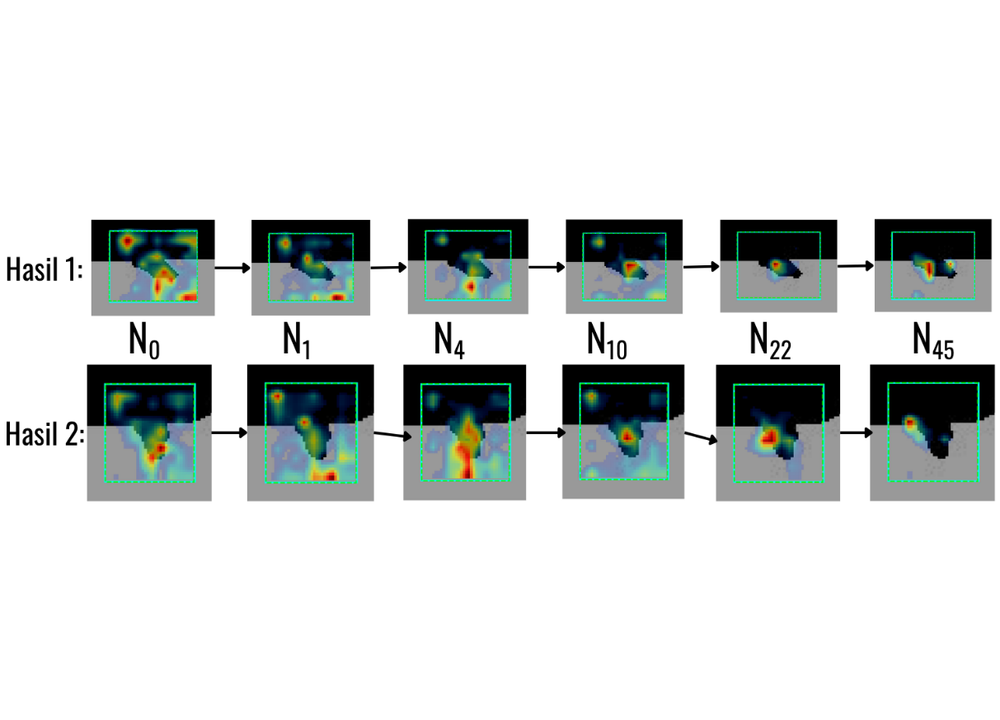 Hasil 1:
N₀ N₁ N₄ N₁₀ N₂₂ N₄₅
Hasil 2: